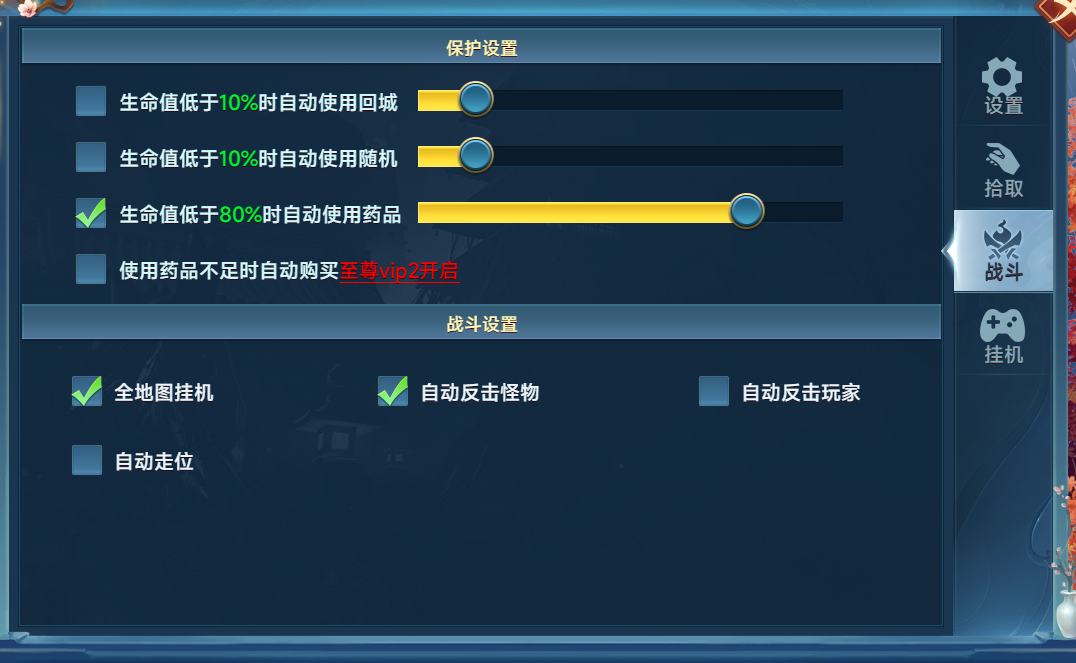 保护设置
生命值低于10%时自动使用回城
生命值低于10%时自动使用随机
生命值低于80%时自动使用药品
使用药品不足时自动购买至尊vip2开启
战斗设置
全地图挂机
自动反击怪物
自动反击玩家
自动走位
设置
拾取
战斗
挂机